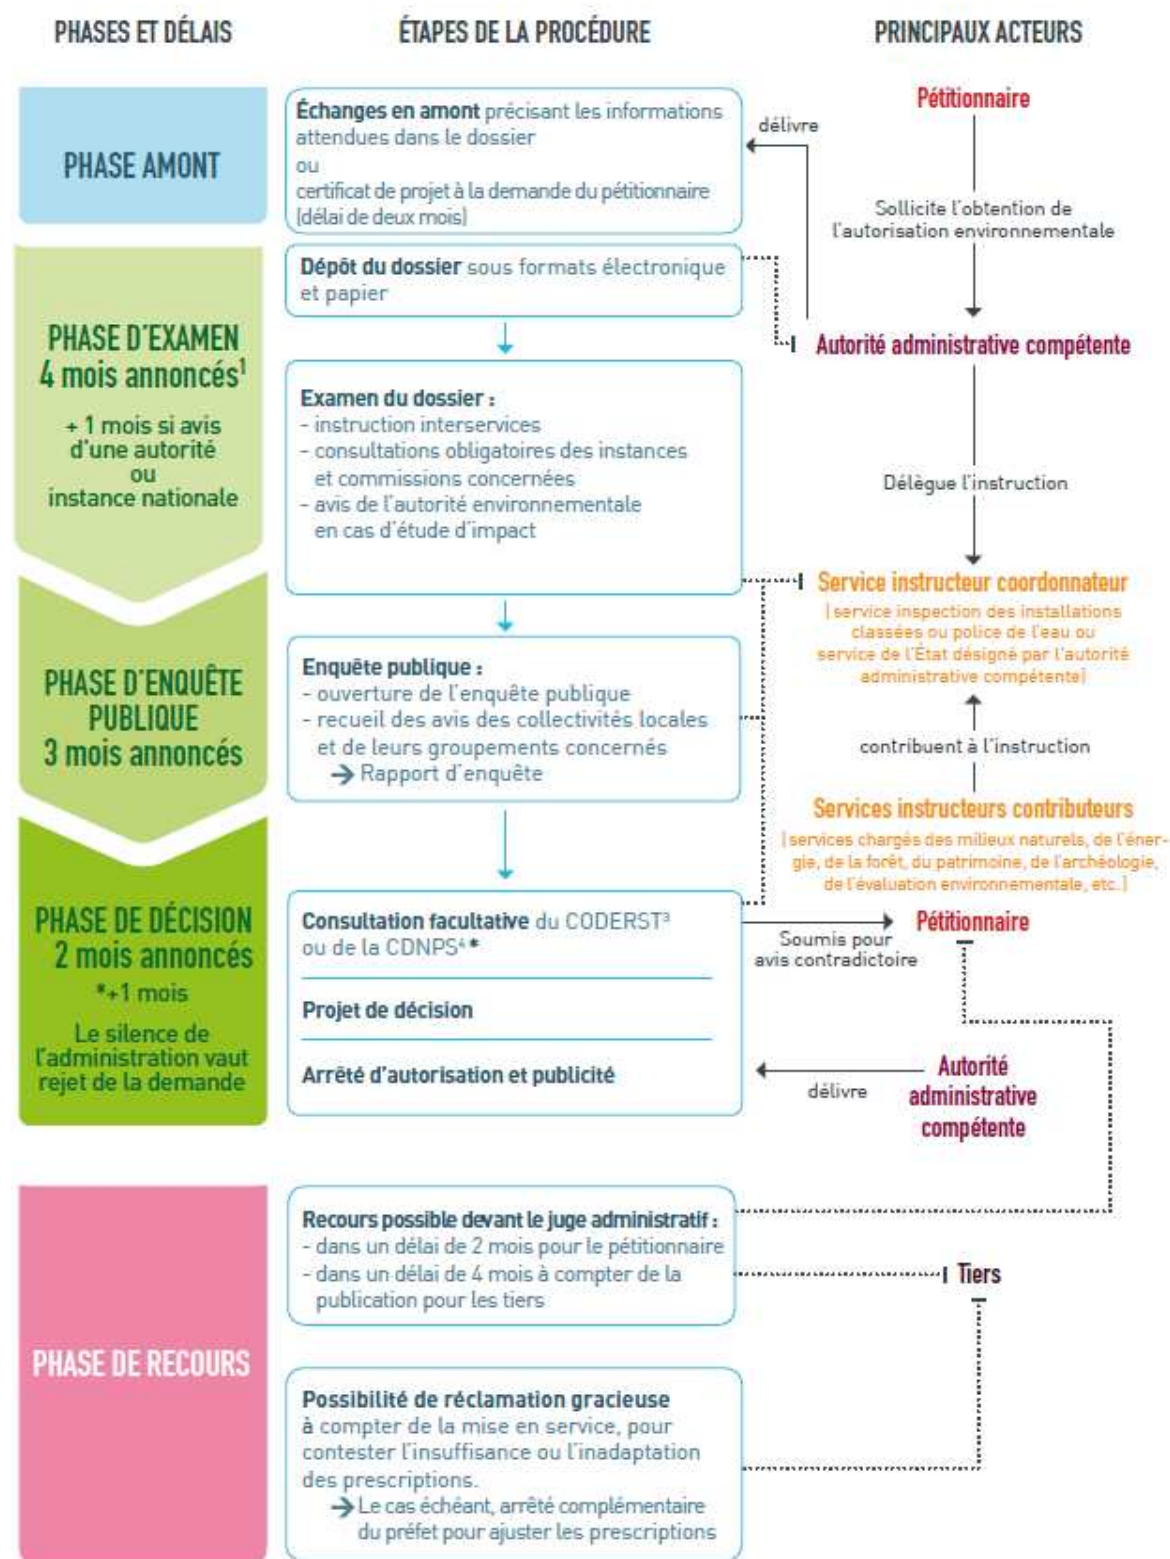 PHASES ET DÉLAIS
ÉTAPES DE LA PROCÉDURE
PRINCIPAUX ACTEURS
PHASE AMONT
Échanges en amont précisant les informations
attendues dans le dossier
ou
certificat de projet à la demande du pétitionnaire
(délai de deux mois)
délivre
Pétitionnaire
Sollicite l'obtention de
l'autorisation environnementale
PHASE D'EXAMEN
4 mois annoncés¹
+ 1 mois si avis
d'une autorité
ou
instance nationale
Dépôt du dossier sous formats électronique
et papier
Autorité administrative compétente
Examen du dossier :
- instruction interservices
- consultations obligatoires des instances
et commissions concernées
- avis de l'autorité environnementale
en cas d'étude d'impact
Délègue l'instruction
Service instructeur coordonnateur
(service inspection des installations
classées ou police de l'eau ou
service de l'État désigné par l'autorité
administrative compétente)
PHASE D'ENQUÊTE
PUBLIQUE
3 mois annoncés
Enquête publique :
- ouverture de l'enquête publique
- recueil des avis des collectivités locales
et de leurs groupements concernés
→ Rapport d'enquête
contribuent à l'instruction
Services instructeurs contributeurs
(services chargés des milieux naturels, de l'éner-
gie, de la forêt, du patrimoine, de l'archéologie,
de l'évaluation environnementale, etc.)
PHASE DE DÉCISION
2 mois annoncés
*+1 mois
Le silence de
l'administration vaut
rejet de la demande
Consultation facultative du CODERST³
ou de la CDNPS⁴ *
Projet de décision
Arrêté d'autorisation et publicité
Soumis pour
avis contradictoire
Pétitionnaire
délivre
Autorité
administrative
compétente
PHASE DE RECOURS
Recours possible devant le juge administratif :
- dans un délai de 2 mois pour le pétitionnaire
- dans un délai de 4 mois à compter de la
publication pour les tiers
Tiers
Possibilité de réclamation gracieuse
à compter de la mise en service, pour
contester l'insuffisance ou l'inadaptation
des prescriptions.
→ Le cas échéant, arrêté complémentaire
du préfet pour ajuster les prescriptions